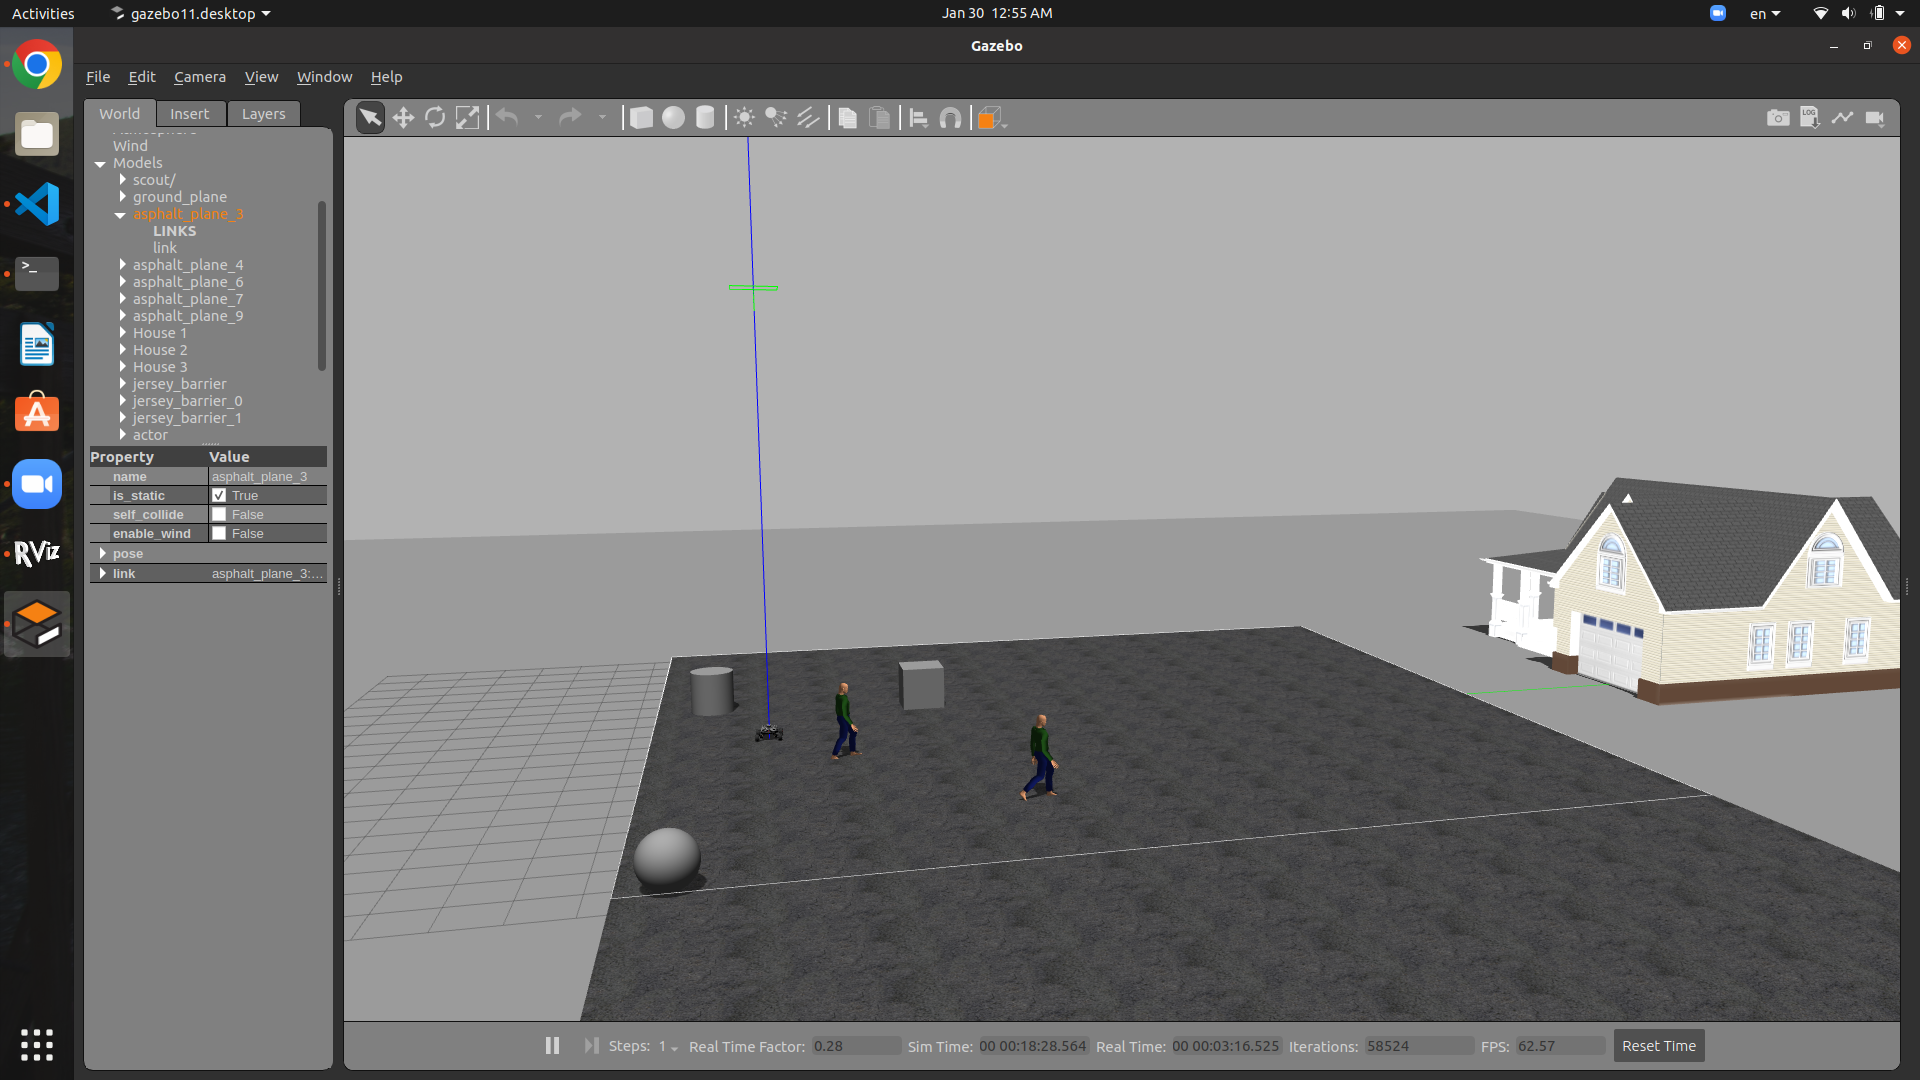 Activities
gazebo11.desktop
Jan 30 12:55 AM
en
Gazebo
File Edit Camera View Window Help
World Insert Layers
LOG
Atmosphere
Wind
Models
scout/
ground_plane
asphalt_plane_3
LINKS
link
asphalt_plane_4
asphalt_plane_6
asphalt_plane_7
asphalt_plane_9
House 1
House 2
House 3
jersey_barrier
jersey_barrier_0
jersey_barrier_1
actor
Property Value
name asphalt_plane_3
is_static True
self_collide False
enable_wind False
pose
link asphalt_plane_3:...
RViz
Steps: 1 Real Time Factor: 0.28 Sim Time: 00 00:18:28.564 Real Time: 00 00:03:16.525 Iterations: 58524 FPS: 62.57 Reset Time